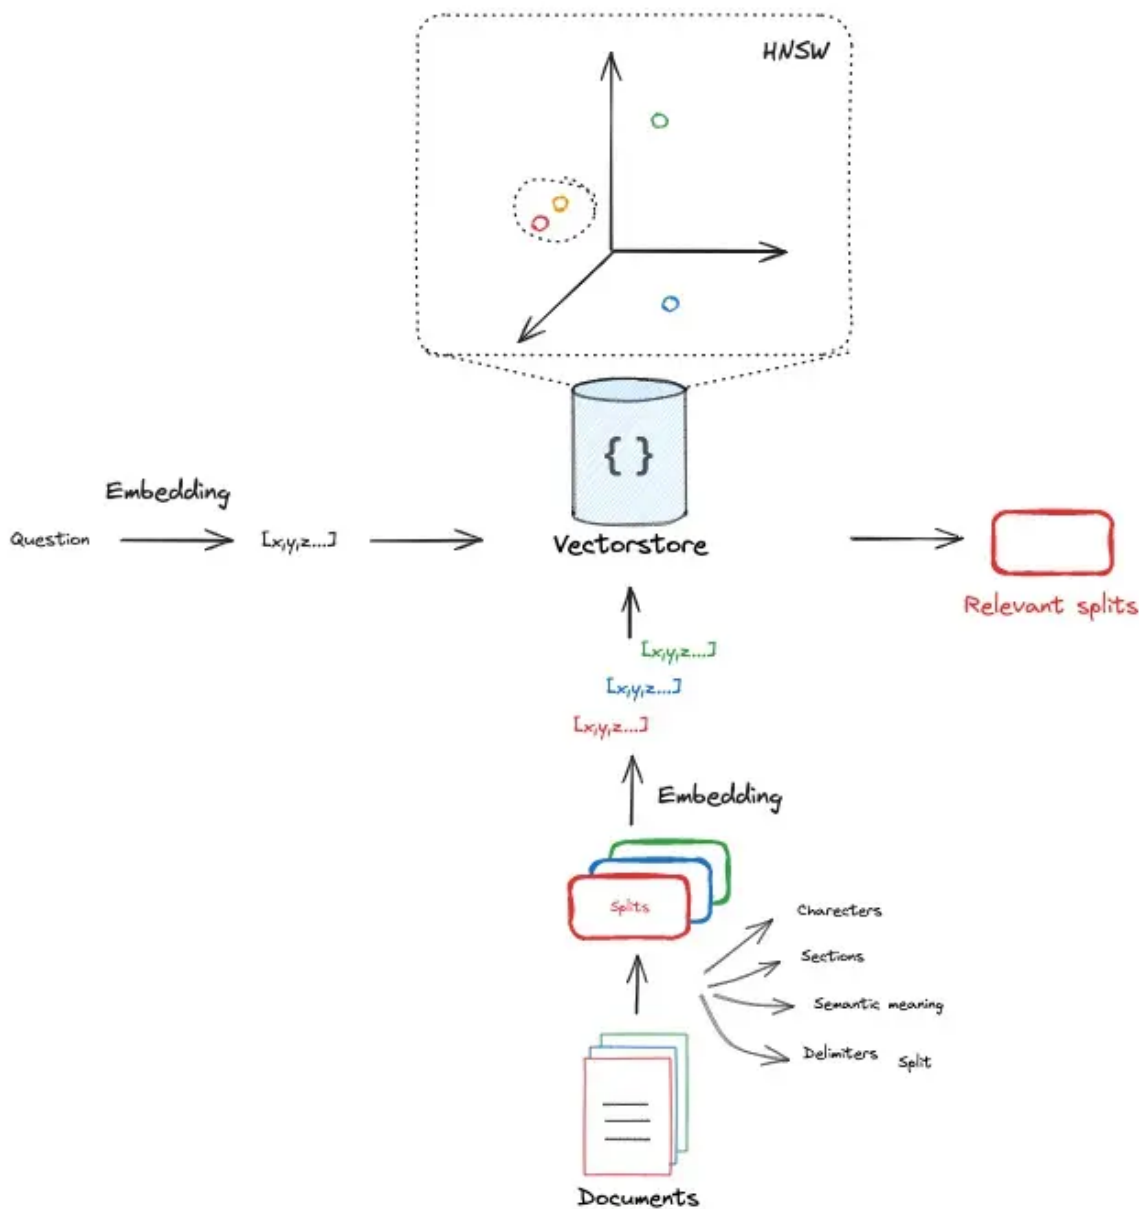 HNSW
{ }
Embedding
Question
[x,y,z...]
Vectorstore
Relevant splits
[x,y,z...]
[x,y,z...]
[x,y,z...]
Embedding
Splits
Charecters
Sections
Semantic meaning
Delimiters Split
Documents